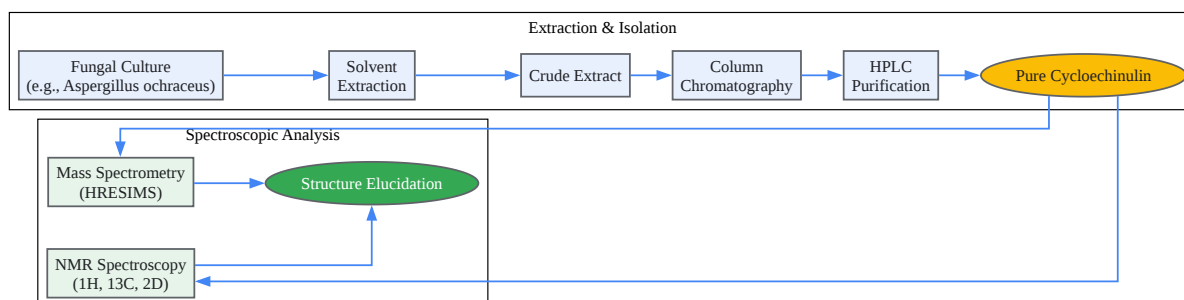 Extraction & Isolation
Fungal Culture
(e.g., Aspergillus ochraceus)
Solvent
Extraction
Crude Extract
Column
Chromatography
HPLC
Purification
Pure Cycloechinulin
Spectroscopic Analysis
Mass Spectrometry
(HRESIMS)
Structure Elucidation
NMR Spectroscopy
(1H, 13C, 2D)